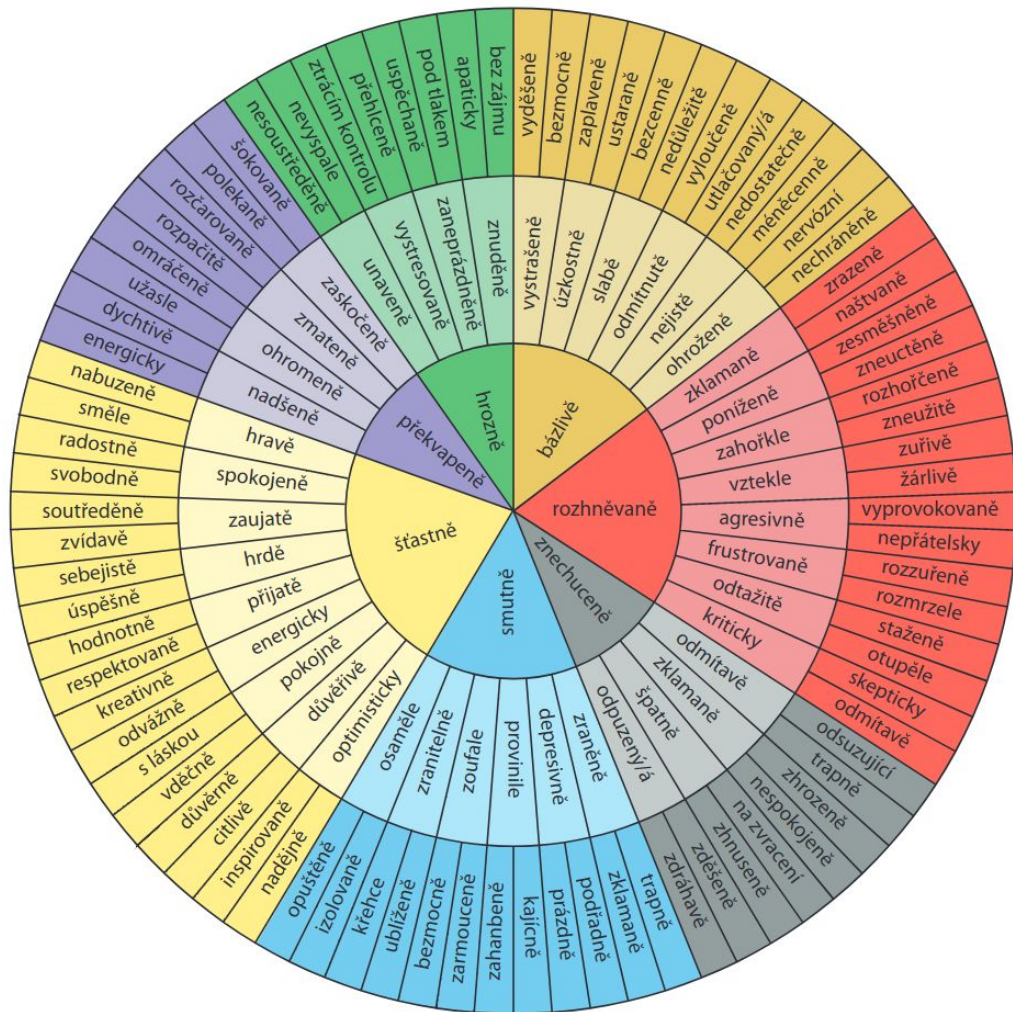 hrozně
bázlivě
rozhněvaně
znechuceně
smutně
šťastně
překvapeně
znuděně
zaneprázdněně
vystresovaně
unaveně
vystrašeně
úzkostně
slabě
odmítnutě
nejistě
ohroženě
zklamaně
poníženě
zahořkle
vztekle
agresivně
frustrovaně
odtažitě
kriticky
odmítavě
zklamaně
špatně
odpuzený/á
zraněně
depresivně
provinile
zoufale
zranitelně
osaměle
optimisticky
důvěřivě
pokojně
energicky
přijatě
hrdě
zaujatě
spokojeně
hravě
nadšeně
ohromeně
zmateně
zaskočeně
vyděšeně
bezmocně
zaplaveně
ustaraně
bezcenně
nedůležitě
vyloučeně
utlačovaný/á
nedostatečně
méněcenně
nervózní
nechráněně
zrazeně
naštvaně
zesměšněně
zneuctěně
rozhořčeně
zneužitě
zuřivě
žárlivě
vyprovokovaně
nepřátelsky
rozzuřeně
rozmrzele
staženě
otupěle
skepticky
odmítavě
odsuzující
trapně
zhrozeně
nespokojeně
na zvracení
zhnuseně
zděšeně
zdráhavě
trapně
zklamaně
podřadně
prázdně
kajícně
zahanbeně
zarmouceně
bezmocně
ublíženě
křehce
izolovaně
opuštěně
nadějně
inspirovaně
citlivě
důvěrně
vděčně
s láskou
odvážně
kreativně
respektovaně
hodnotně
úspěšně
sebejistě
zvídavě
soutředěně
svobodně
radostně
směle
nabuzeně
energicky
dychtivě
užasle
omráčeně
rozpačitě
rozčarovaně
polekaně
šokovaně
nesoustředěně
nevyspale
ztrácím kontrolu
přehlceně
uspěchaně
pod tlakem
apaticky
bez zájmu